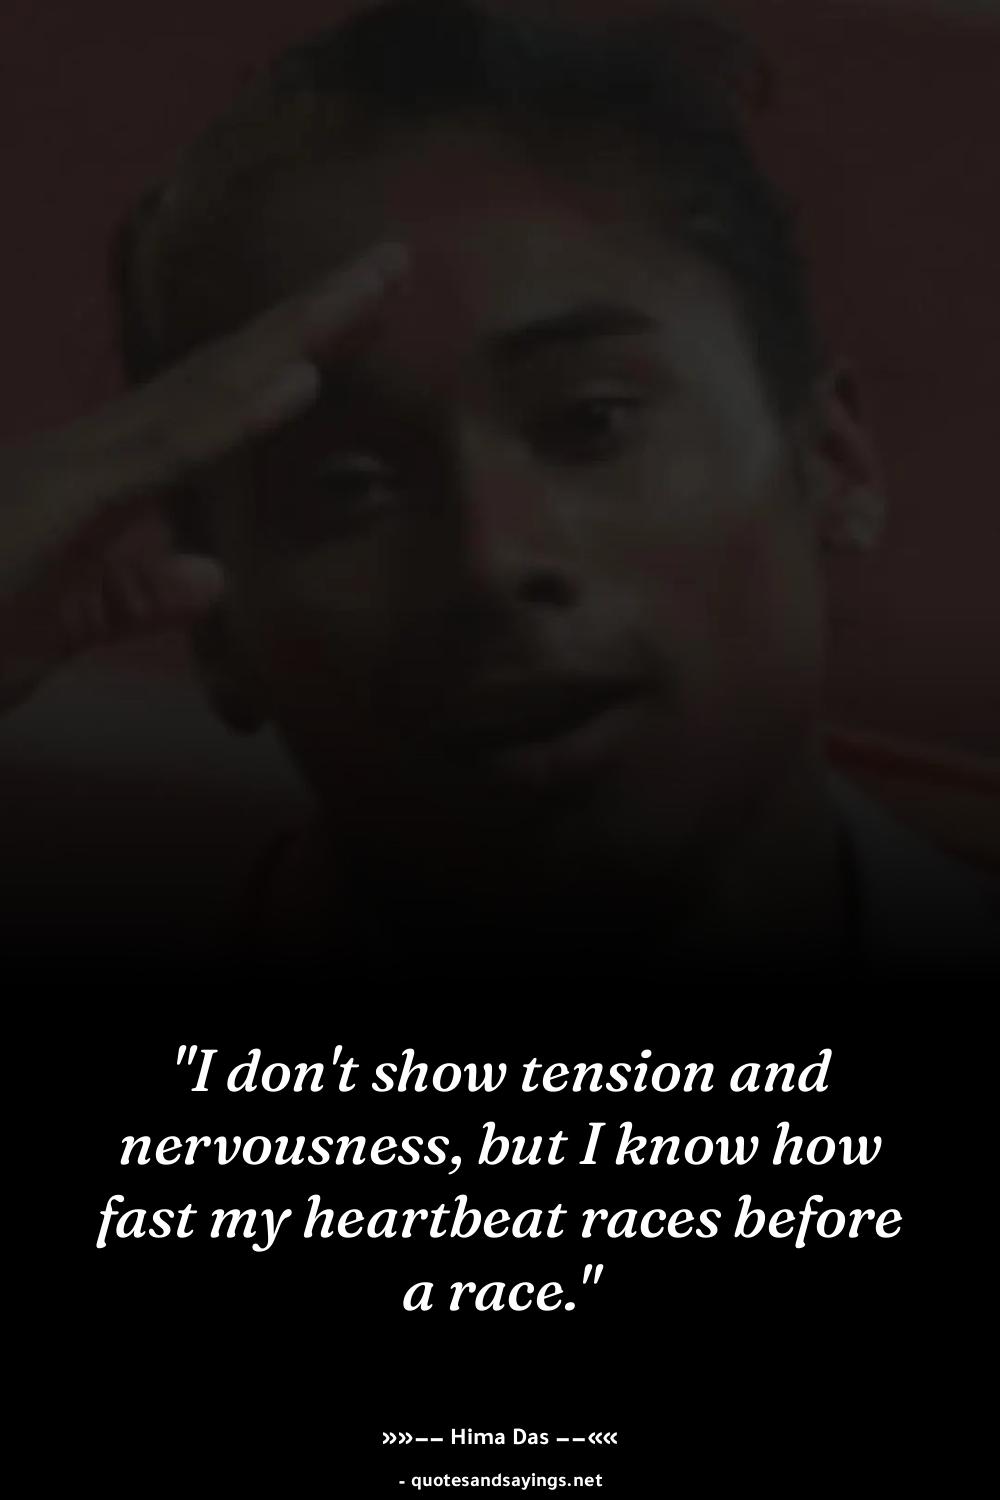 "I don't show tension and
nervousness, but I know how
fast my heartbeat races before
a race."
»»–– Hima Das ––««
- quotesandsayings.net